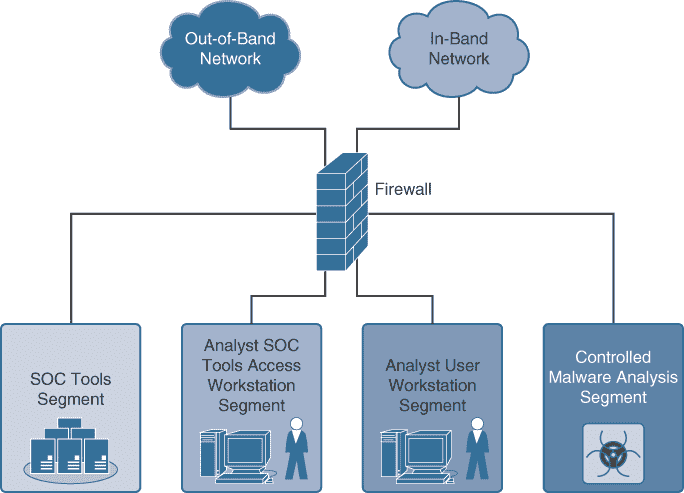 Out-of-Band
Network
In-Band
Network
Firewall
SOC Tools
Segment
Analyst SOC
Tools Access
Workstation
Segment
Analyst User
Workstation
Segment
Controlled
Malware Analysis
Segment